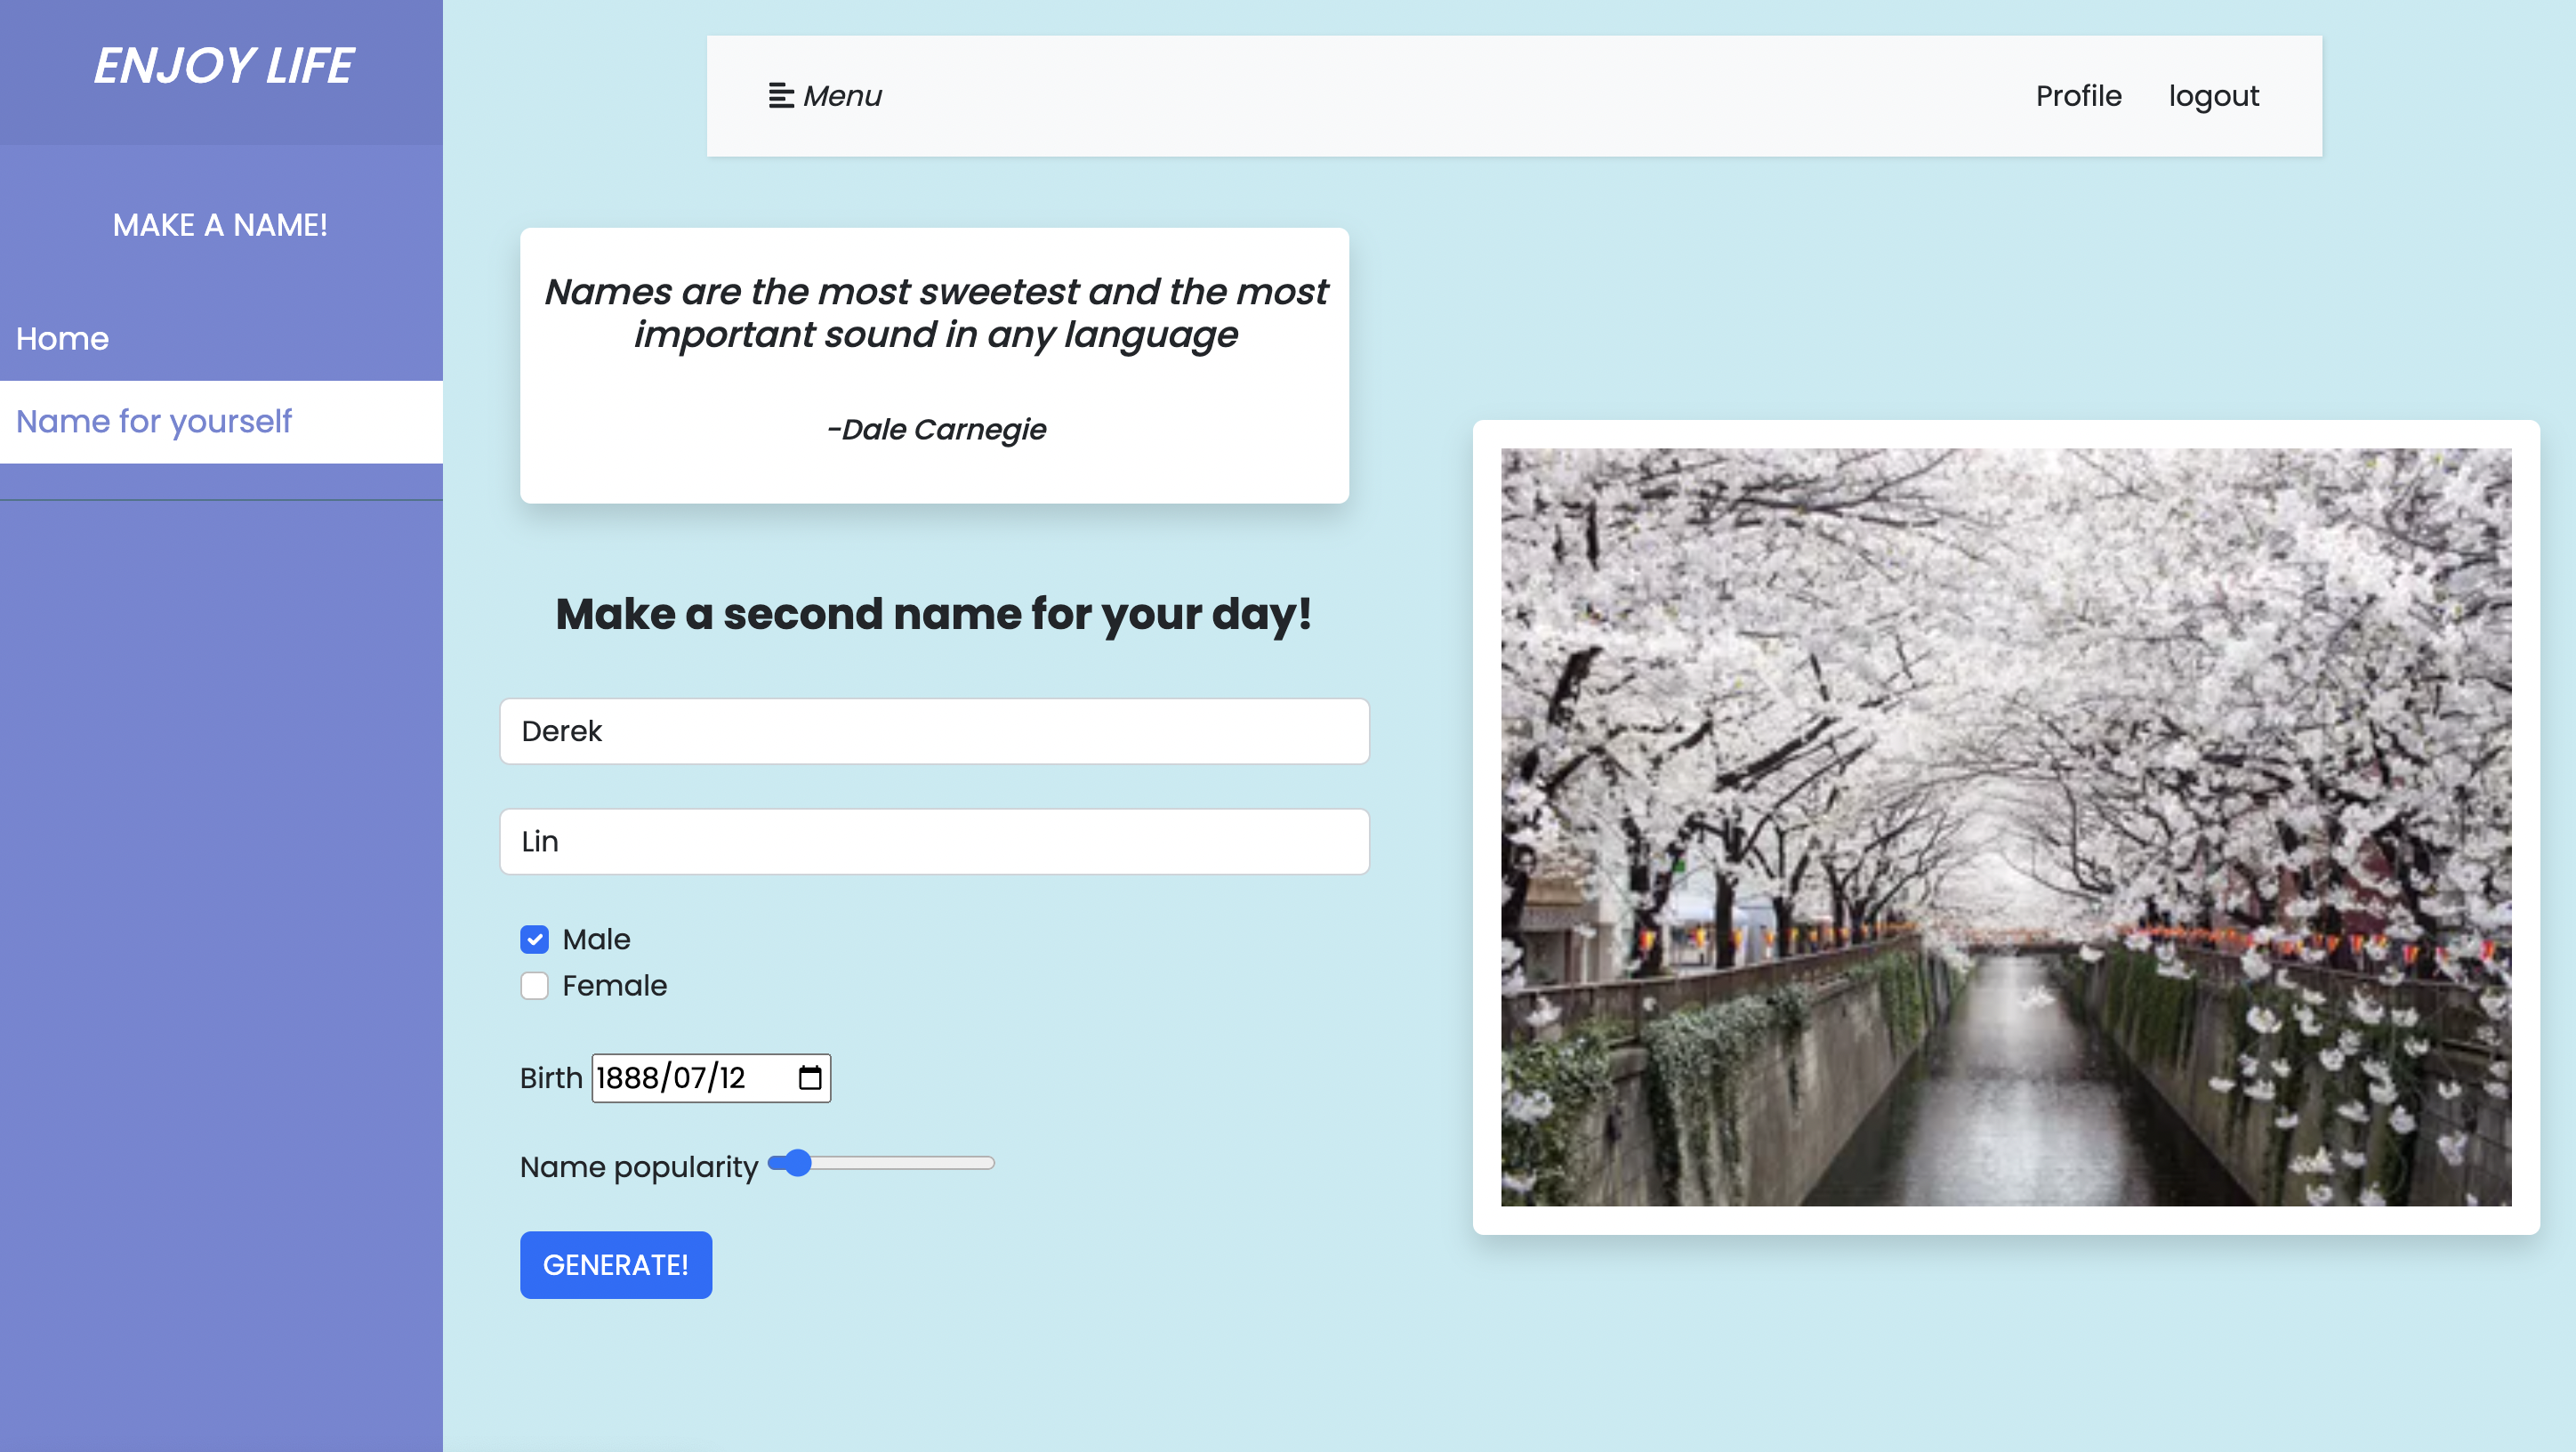 ENJOY LIFE
MAKE A NAME!
Home
Name for yourself
Menu
Profile
logout
Names are the most sweetest and the most
important sound in any language
-Dale Carnegie
Make a second name for your day!
Derek
Lin
Male
Female
Birth 1888/07/12
Name popularity
GENERATE!